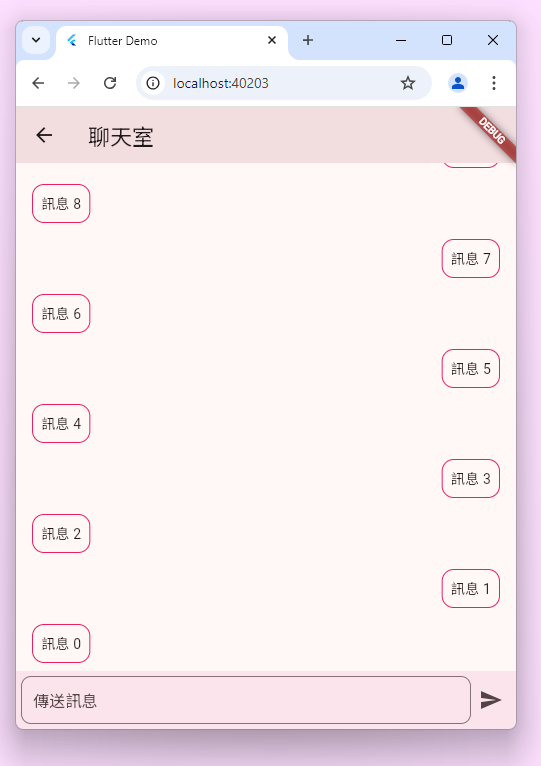 Flutter Demo
localhost:40203
聊天室
DEBUG
訊息 8
訊息 7
訊息 6
訊息 5
訊息 4
訊息 3
訊息 2
訊息 1
訊息 0
傳送訊息